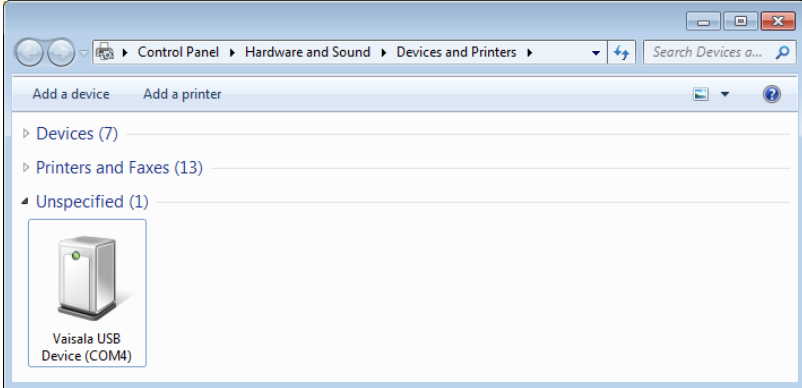 Control Panel Hardware and Sound Devices and Printers
Search Devices a...
Add a device Add a printer
Devices (7)
Printers and Faxes (13)
Unspecified (1)
Vaisala USB
Device (COM4)